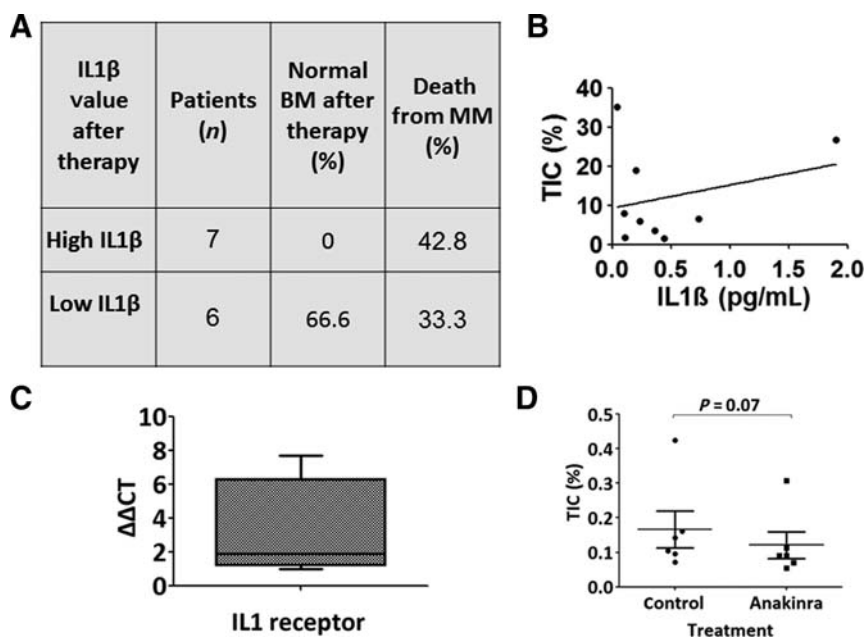 A
IL1β value after therapy
Patients (n)
Normal BM after therapy (%)
Death from MM (%)
High IL1β
7
0
42.8
Low IL1β
6
66.6
33.3
B
TIC (%)
40
30
20
10
0
0.0
0.5
1.0
1.5
2.0
IL1ß (pg/mL)
C
ΔΔCT
10
8
6
4
2
0
IL1 receptor
D
P = 0.07
TIC (%)
0.5
0.4
0.3
0.2
0.1
0.0
Control
Anakinra
Treatment